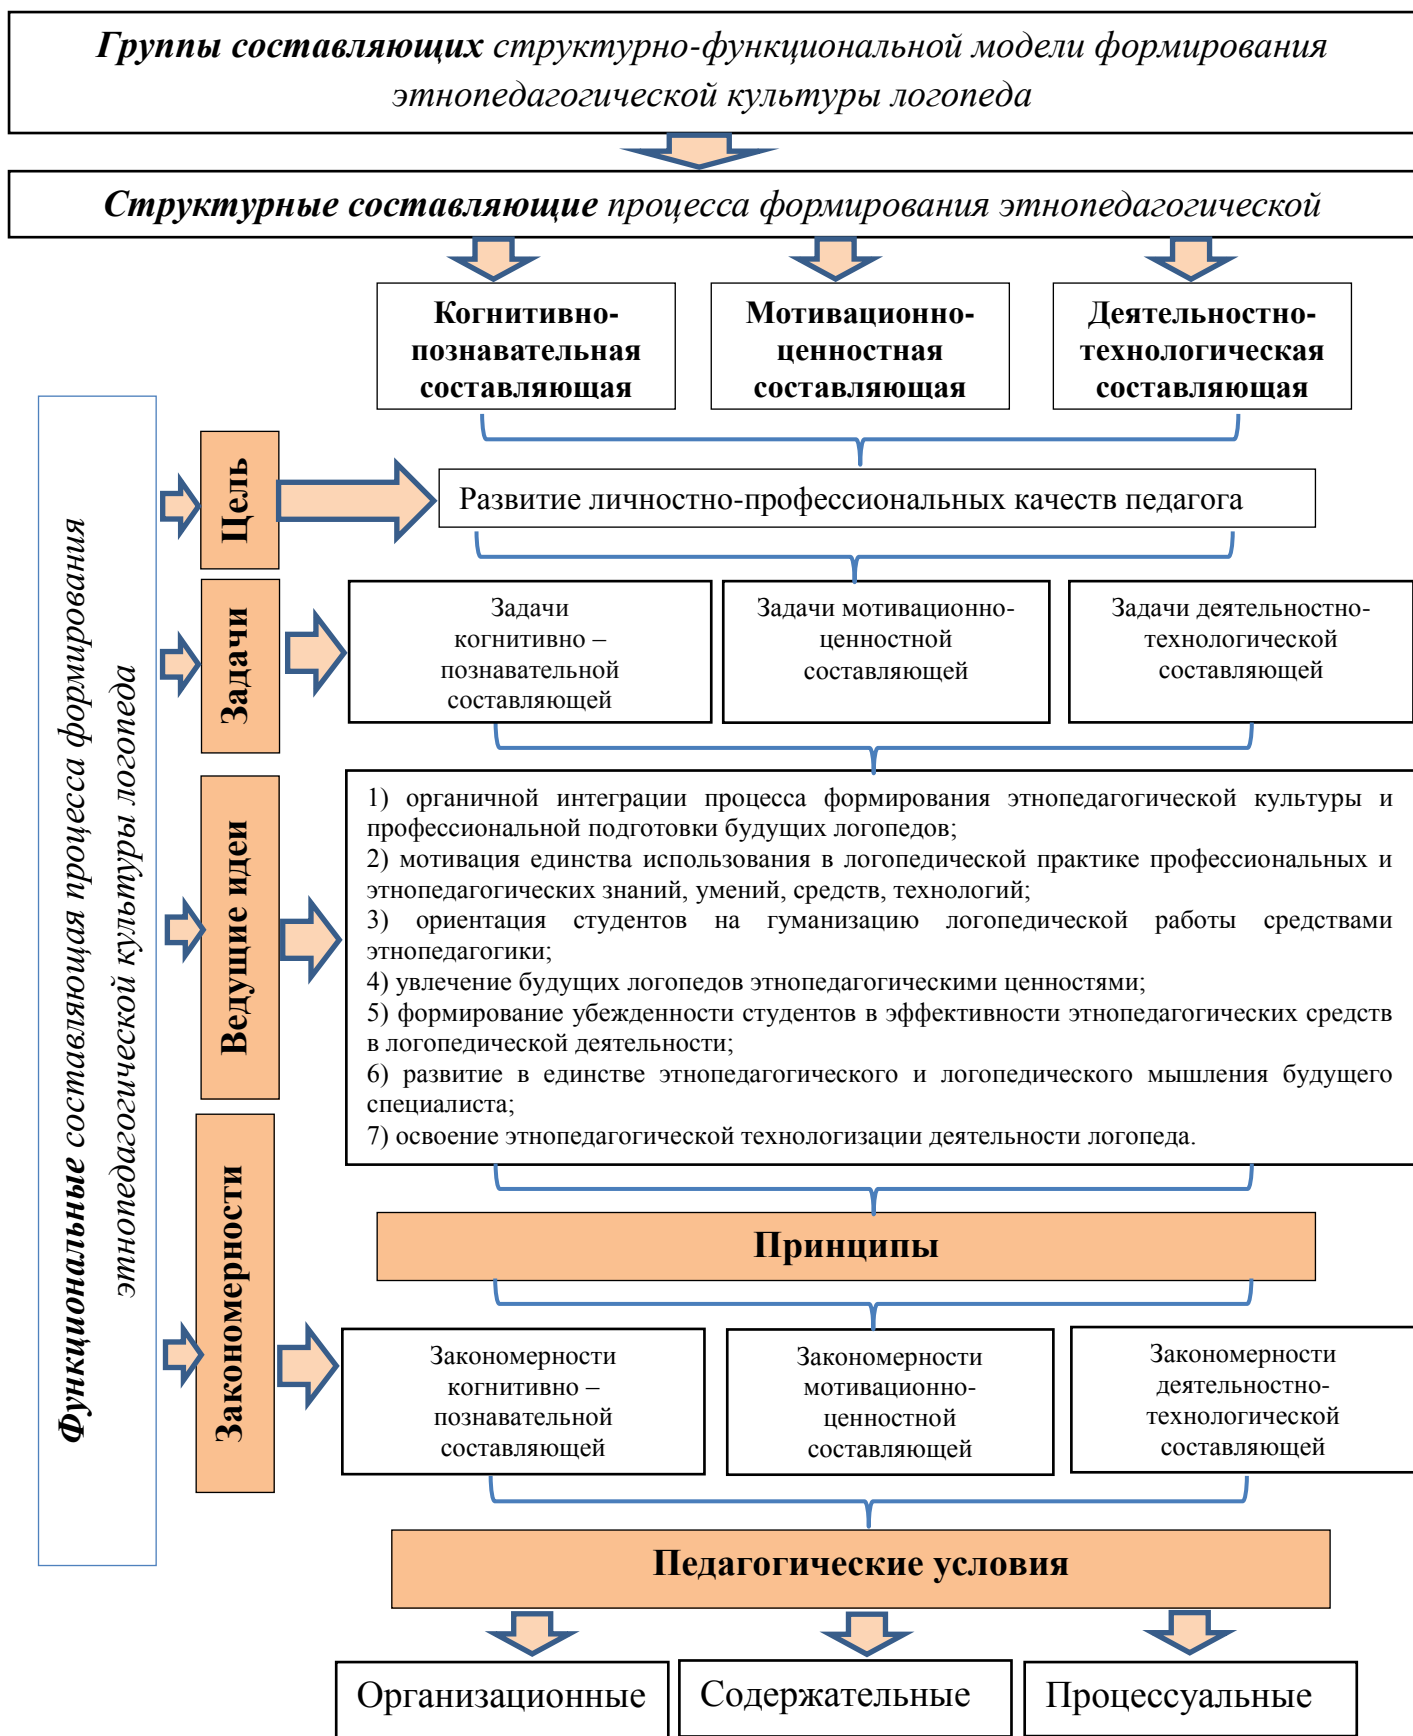 Группы составляющих структурно-функциональной модели формирования
этнопедагогической культуры логопеда
Структурные составляющие процесса формирования этнопедагогической
Когнитивно-
познавательная
составляющая
Мотивационно-
ценностная
составляющая
Деятельностно-
технологическая
составляющая
Функциональные составляющая процесса формирования
этнопедагогической культуры логопеда
Цель
Развитие личностно-профессиональных качеств педагога
Задачи
Задачи
когнитивно –
познавательной
составляющей
Задачи мотивационно-
ценностной
составляющей
Задачи деятельностно-
технологической
составляющей
Ведущие идеи
1) органичной интеграции процесса формирования этнопедагогической культуры и
профессиональной подготовки будущих логопедов;
2) мотивация единства использования в логопедической практике профессиональных и
этнопедагогических знаний, умений, средств, технологий;
3) ориентация студентов на гуманизацию логопедической работы средствами
этнопедагогики;
4) увлечение будущих логопедов этнопедагогическими ценностями;
5) формирование убежденности студентов в эффективности этнопедагогических средств
в логопедической деятельности;
6) развитие в единстве этнопедагогического и логопедического мышления будущего
специалиста;
7) освоение этнопедагогической технологизации деятельности логопеда.
Принципы
Закономерности
Закономерности
когнитивно –
познавательной
составляющей
Закономерности
мотивационно-
ценностной
составляющей
Закономерности
деятельностно-
технологической
составляющей
Педагогические условия
Организационные
Содержательные
Процессуальные